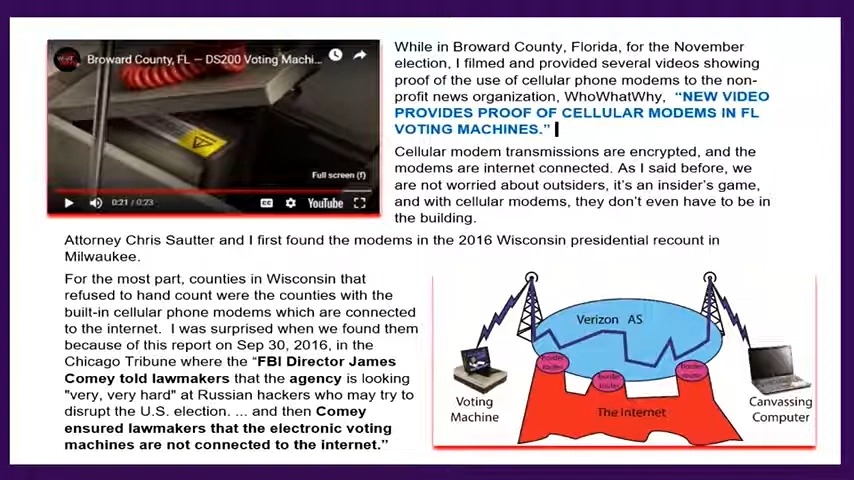 Broward County, FL – DS200 Voting Machi...
Full screen (f)
0:21 / 0:23
CC
YouTube
While in Broward County, Florida, for the November
election, I filmed and provided several videos showing
proof of the use of cellular phone modems to the non-
profit news organization, WhoWhatWhy, “NEW VIDEO
PROVIDES PROOF OF CELLULAR MODEMS IN FL
VOTING MACHINES.”
Cellular modem transmissions are encrypted, and the
modems are internet connected. As I said before, we
are not worried about outsiders, it’s an insider’s game,
and with cellular modems, they don’t even have to be in
the building.
Attorney Chris Sautter and I first found the modems in the 2016 Wisconsin presidential recount in
Milwaukee.
For the most part, counties in Wisconsin that
refused to hand count were the counties with the
built-in cellular phone modems which are connected
to the internet. I was surprised when we found them
because of this report on Sep 30, 2016, in the
Chicago Tribune where the “FBI Director James
Comey told lawmakers that the agency is looking
"very, very hard" at Russian hackers who may try to
disrupt the U.S. election. ... and then Comey
ensured lawmakers that the electronic voting
machines are not connected to the internet.”
Verizon AS
Border
Routers
Border
Routers
Border
Routers
The Internet
Voting
Machine
Canvassing
Computer